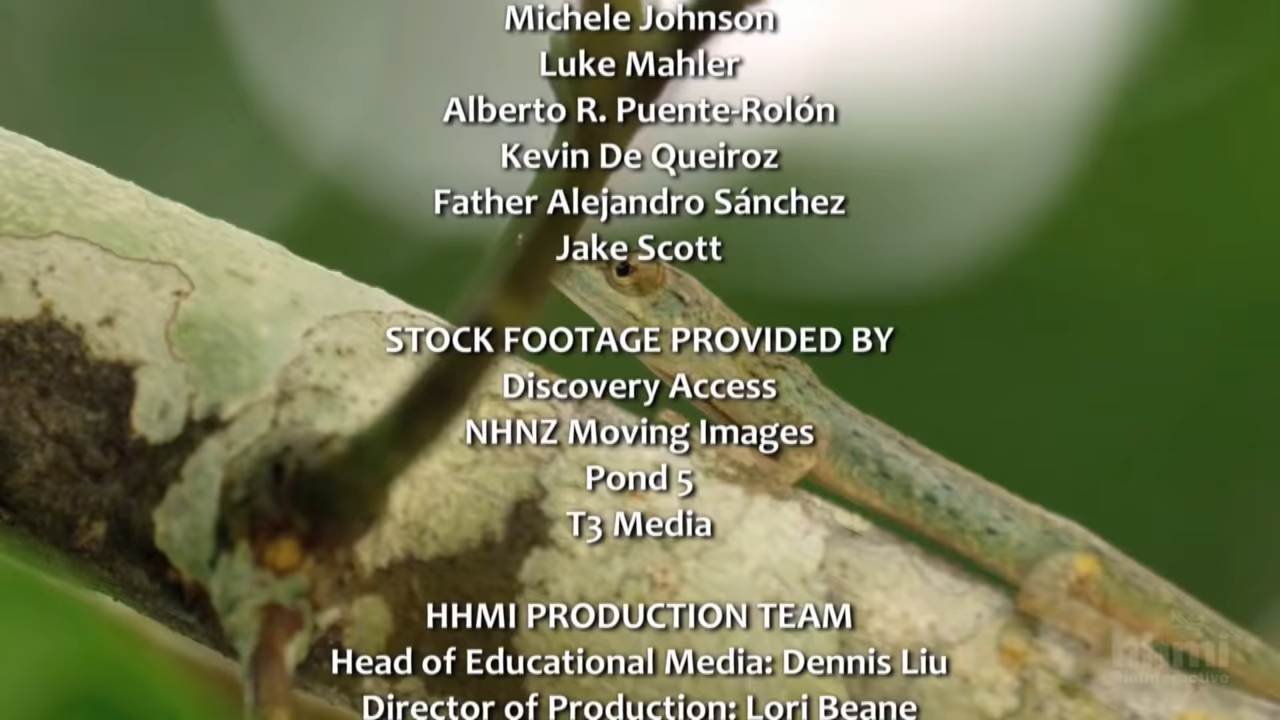 Michele Johnson
Luke Mahler
Alberto R. Puente-Rolón
Kevin De Queiroz
Father Alejandro Sánchez
Jake Scott
STOCK FOOTAGE PROVIDED BY
Discovery Access
NHNZ Moving Images
Pond 5
T3 Media
HHMI PRODUCTION TEAM
Head of Educational Media: Dennis Liu
Director of Production: Lori Beane
hhmi
BioInteractive